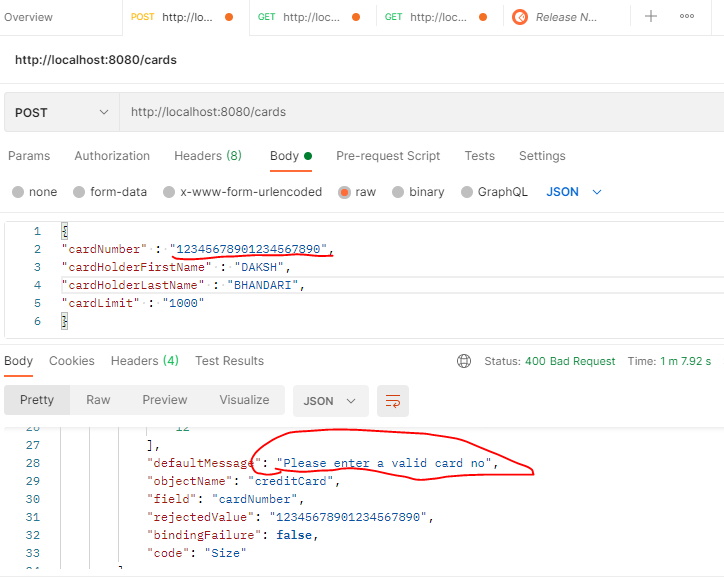 Overview
POST http://lo...
GET http://loc...
GET http://loc...
Release N...
http://localhost:8080/cards
POST http://localhost:8080/cards
Params Authorization Headers (8) Body Pre-request Script Tests Settings
none form-data x-www-form-urlencoded raw binary GraphQL JSON
1 {
2 "cardNumber" : "12345678901234567890",
3 "cardHolderFirstName" : "DAKSH",
4 "cardHolderLastName" : "BHANDARI",
5 "cardLimit" : "1000"
6 }
Body Cookies Headers (4) Test Results Status: 400 Bad Request Time: 1 m 7.92 s
Pretty Raw Preview Visualize JSON
26 12
27 ],
28 "defaultMessage": "Please enter a valid card no",
29 "objectName": "creditCard",
30 "field": "cardNumber",
31 "rejectedValue": "12345678901234567890",
32 "bindingFailure": false,
33 "code": "Size"